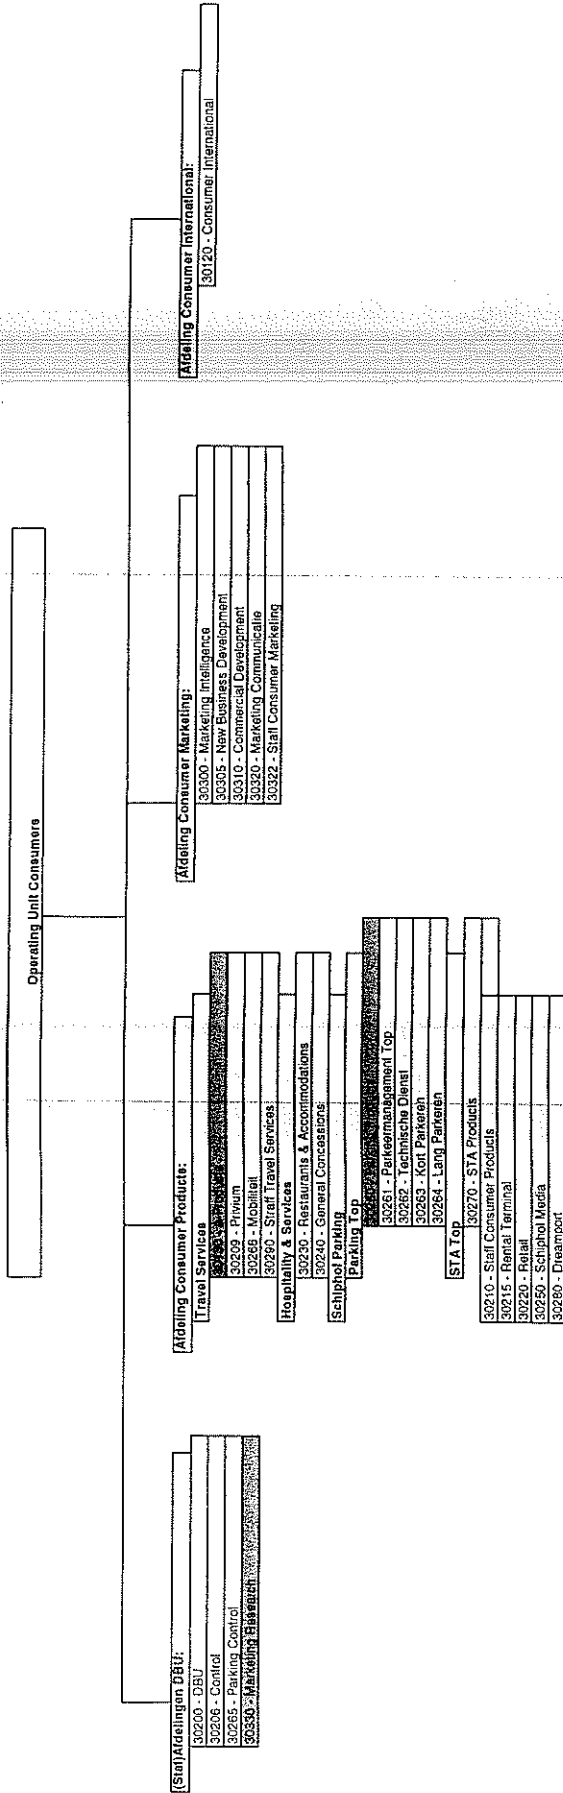 Operating Unit Consumers
(Staf)Afdelingen DBU:
30200 - DBU
30206 - Control
30265 - Parking Control
30330 - Marketing Research
Afdeling Consumer Products:
Travel Services
30209 - Privium
30268 - Mobiliteit
30290 - Straff Travel Services
Hospitality & Services
30230 - Restaurants & Accommodations
30240 - General Concessions
Schiphol Parking
Parking Top
30261 - Parkeermanagement Top
30262 - Technische Dienst
30263 - Kort Parkeren
30264 - Lang Parkeren
STA Top
30270 - STA Products
30210 - Staff Consumer Products
30215 - Rental Terminal
30220 - Retail
30250 - Schiphol Media
30280 - Dreamport
Afdeling Consumer Marketing:
30300 - Marketing Intelligence
30305 - New Business Development
30310 - Commercial Development
30320 - Marketing Communicatie
30322 - Staff Consumer Marketing
Afdeling Consumer International:
30120 - Consumer International